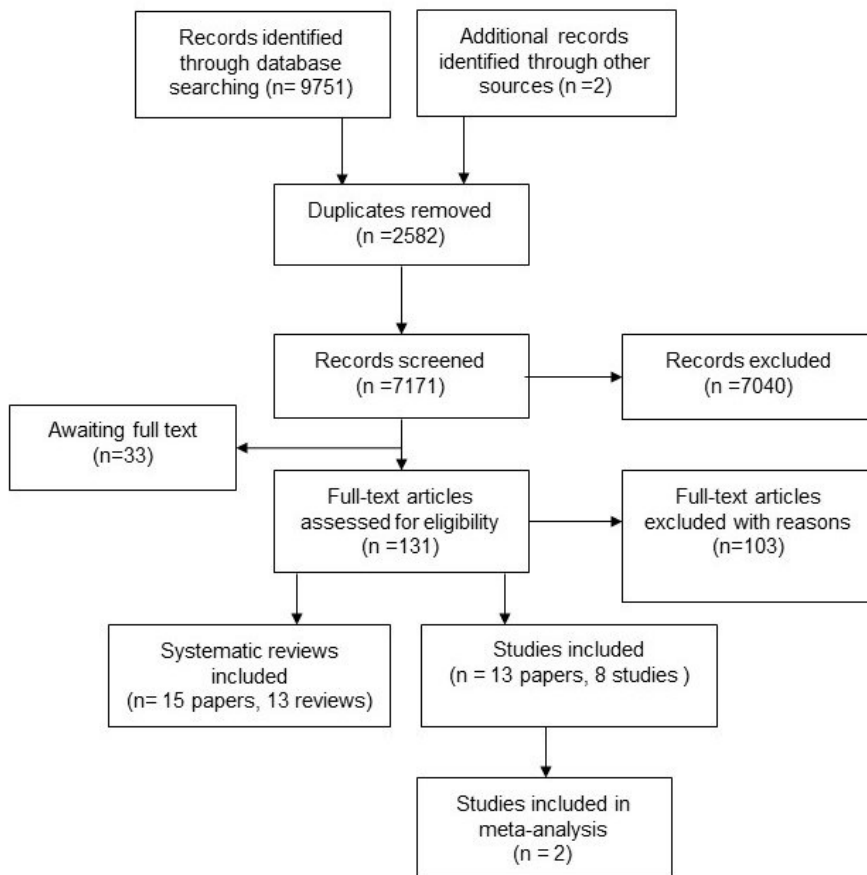 Records identified
through database
searching (n= 9751)
Additional records
identified through other
sources (n =2)
Duplicates removed
(n =2582)
Records screened
(n =7171)
Records excluded
(n =7040)
Awaiting full text
(n=33)
Full-text articles
assessed for eligibility
(n =131)
Full-text articles
excluded with reasons
(n=103)
Systematic reviews
included
(n= 15 papers, 13 reviews)
Studies included
(n = 13 papers, 8 studies )
Studies included in
meta-analysis
(n = 2)